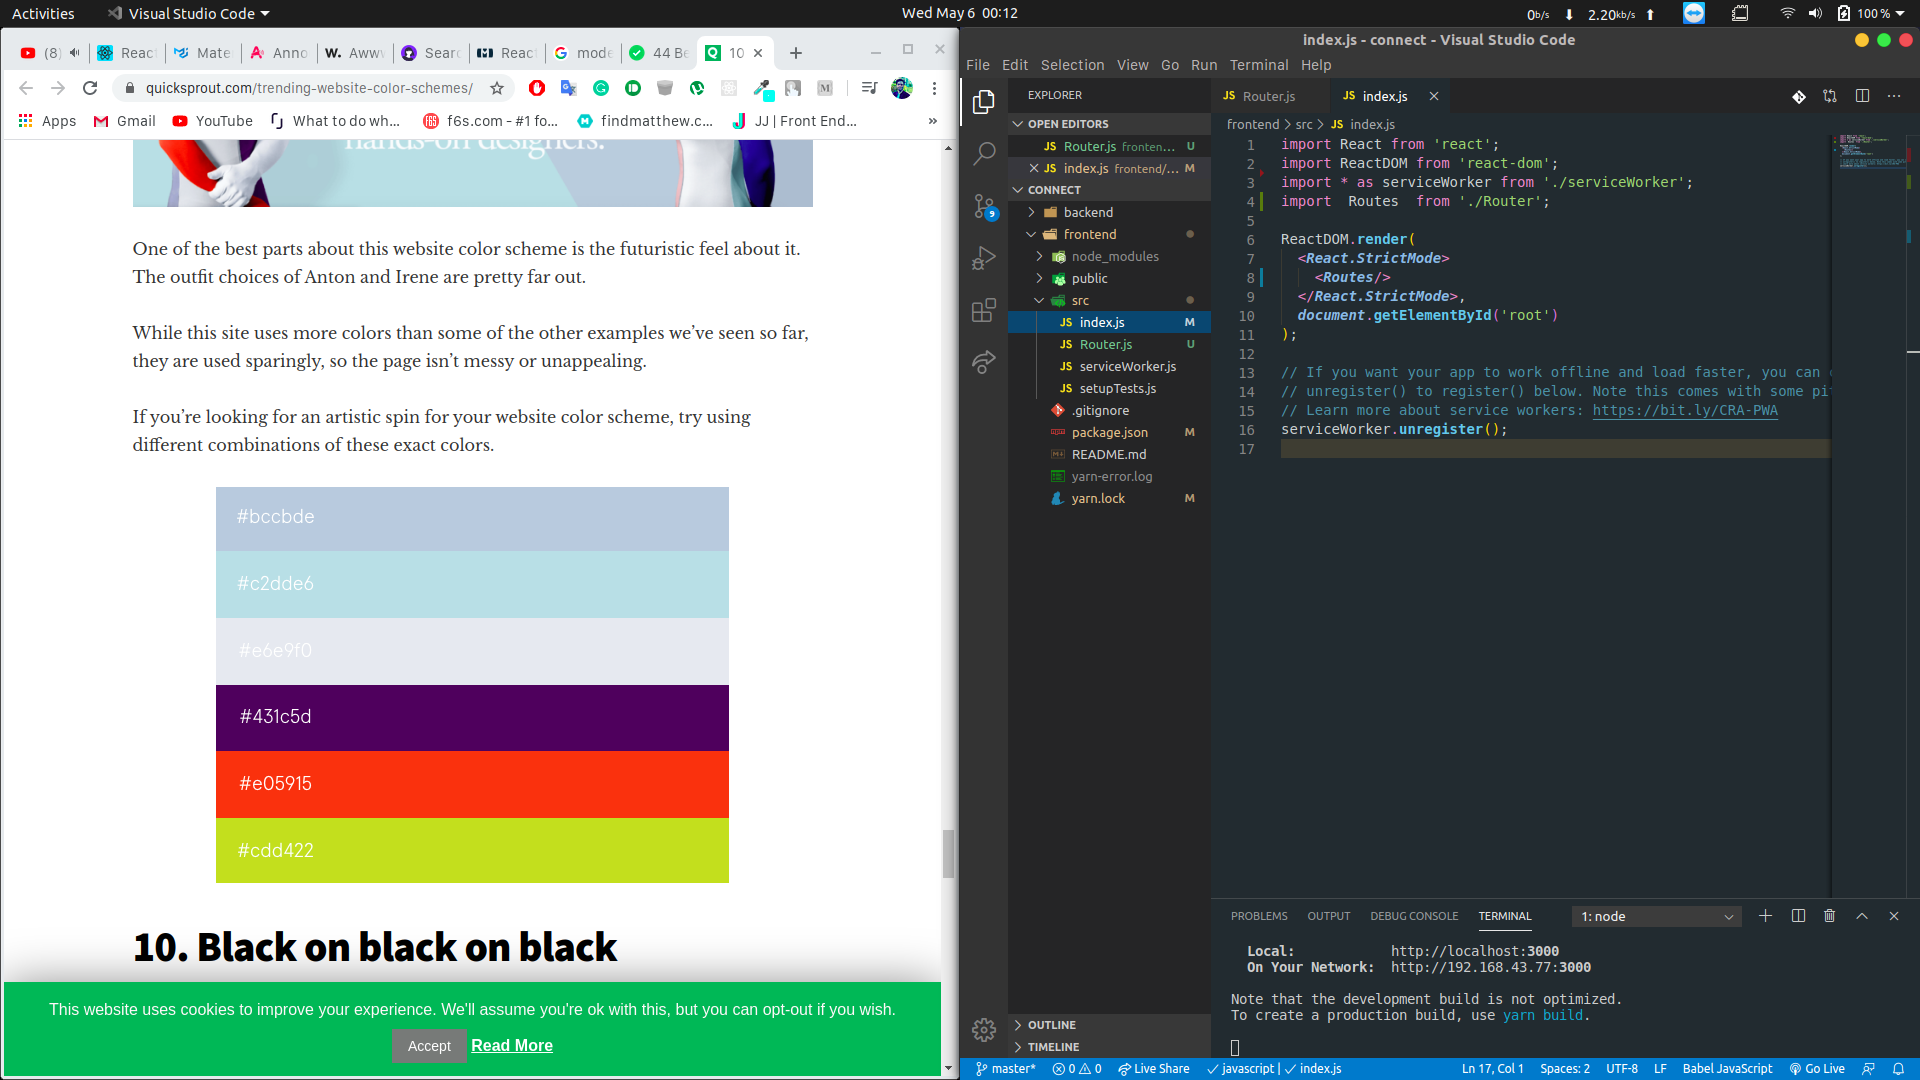 Activities
Visual Studio Code
Wed May 6 00:12
0b/s
2.20kb/s
100 %
(8)
React
Mate
Anno
Aww
Sear
React
mode
44 Be
10
quicksprout.com/trending-website-color-schemes/
Apps
Gmail
YouTube
What to do wh...
f6s.com - #1 fo...
findmatthew.c...
JJ | Front End...
hands-on designers.
One of the best parts about this website color scheme is the futuristic feel about it.
The outfit choices of Anton and Irene are pretty far out.
While this site uses more colors than some of the other examples we've seen so far,
they are used sparingly, so the page isn't messy or unappealing.
If you're looking for an artistic spin for your website color scheme, try using
different combinations of these exact colors.
#bccbde
#c2dde6
#e6e9f0
#431c5d
#e05915
#cdd422
10. Black on black on black
This website uses cookies to improve your experience. We'll assume you're ok with this, but you can opt-out if you wish.
Accept Read More
index.js - connect - Visual Studio Code
File Edit Selection View Go Run Terminal Help
EXPLORER
OPEN EDITORS
JS Router.js fronten... U
JS index.js frontend/... M
CONNECT
backend
frontend
node_modules
public
src
JS index.js M
JS Router.js U
JS serviceWorker.js
JS setupTests.js
.gitignore
package.json M
README.md
yarn-error.log
yarn.lock M
OUTLINE
TIMELINE
9
JS Router.js
JS index.js
frontend > src > JS index.js
1 import React from 'react';
2 import ReactDOM from 'react-dom';
3 import * as serviceWorker from './serviceWorker';
4 import  Routes  from './Router';
5
6 ReactDOM.render(
7 <React.StrictMode>
8 <Routes/>
9 </React.StrictMode>,
10 document.getElementById('root')
11 );
12
13 // If you want your app to work offline and load faster, you can
14 // unregister() to register() below. Note this comes with some pi
15 // Learn more about service workers: https://bit.ly/CRA-PWA
16 serviceWorker.unregister();
17
PROBLEMS OUTPUT DEBUG CONSOLE TERMINAL
1: node
Local: http://localhost:3000
On Your Network: http://192.168.43.77:3000
Note that the development build is not optimized.
To create a production build, use yarn build.
master*
0 0
Live Share
javascript | index.js
Ln 17, Col 1
Spaces: 2
UTF-8
LF
Babel JavaScript
Go Live